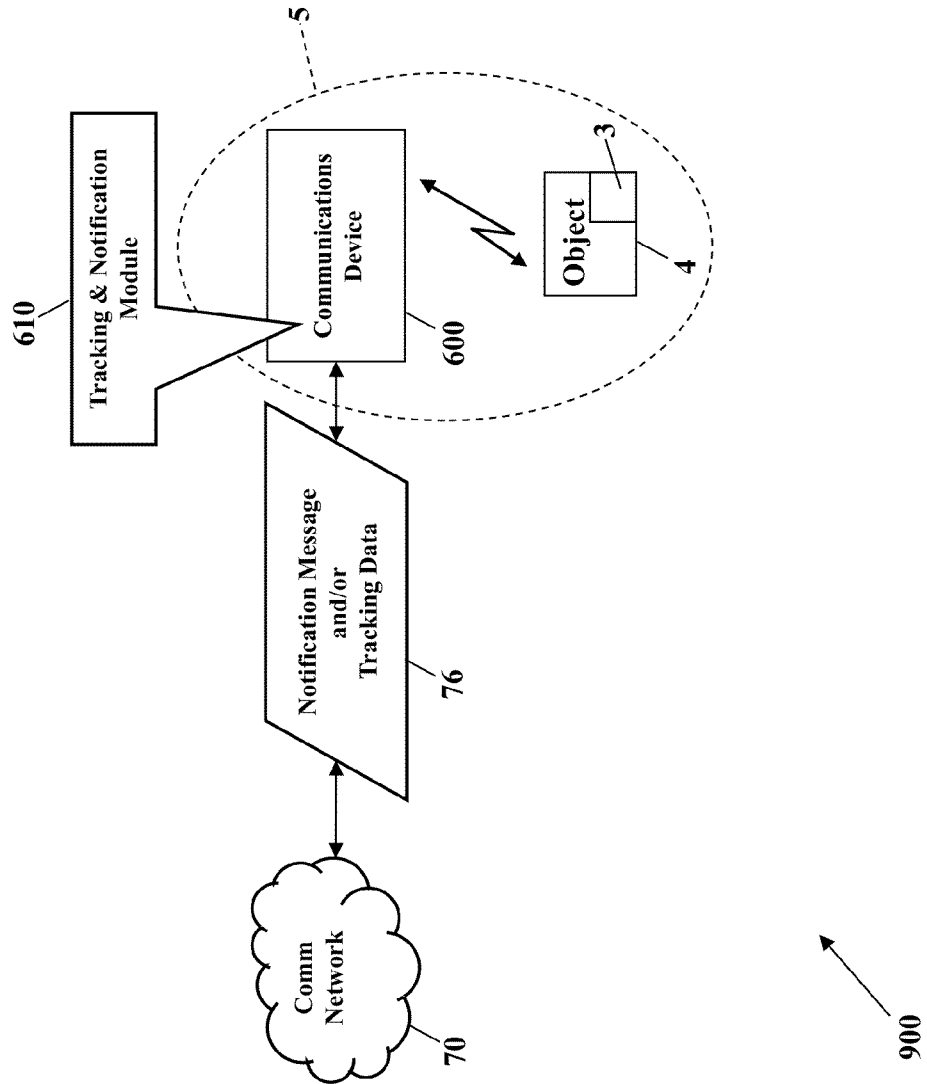 610
Tracking & Notification
Module
5
Communications
Device
600
Object
3
4
Notification Message
and/or
Tracking Data
76
Comm
Network
70
900